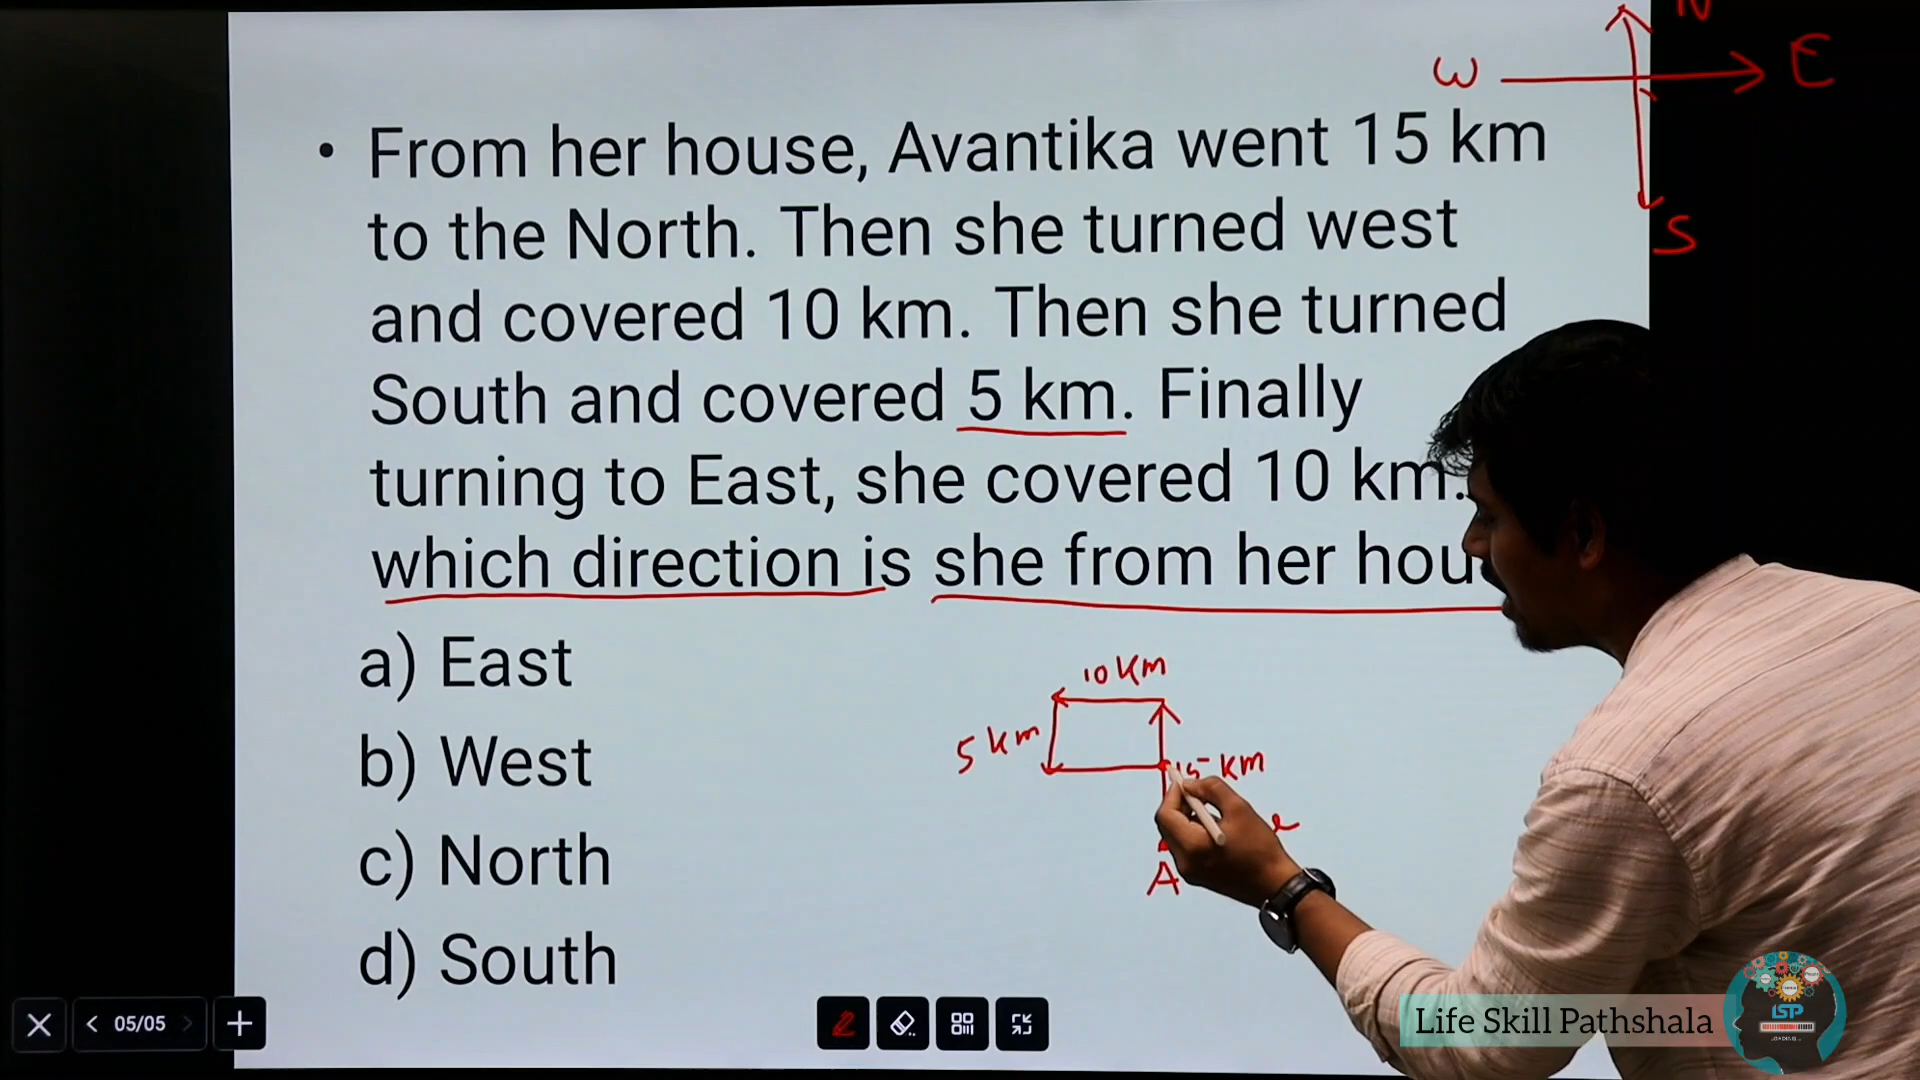 N
W E
S
• From her house, Avantika went 15 km
to the North. Then she turned west
and covered 10 km. Then she turned
South and covered 5 km. Finally
turning to East, she covered 10 km.
which direction is she from her hou
a) East
b) West
c) North
d) South
10 Km
5 km
15 km
A
05/05
Life Skill Pathshala
LSP
LOADING...